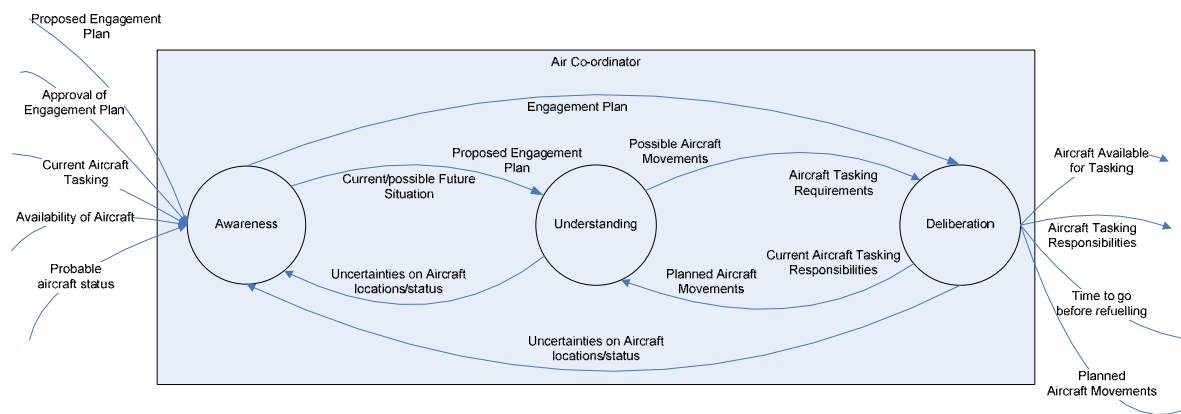 Proposed Engagement
Plan
Approval of
Engagement Plan
Current Aircraft
Tasking
Availability of Aircraft
Probable
aircraft status
Air Co-ordinator
Engagement Plan
Proposed Engagement
Plan
Current/possible Future
Situation
Possible Aircraft
Movements
Aircraft Tasking
Requirements
Awareness
Understanding
Deliberation
Uncertainties on Aircraft
locations/status
Planned Aircraft
Movements
Current Aircraft Tasking
Responsibilities
Uncertainties on Aircraft
locations/status
Aircraft Available
for Tasking
Aircraft Tasking
Responsibilities
Time to go
before refuelling
Planned
Aircraft Movements